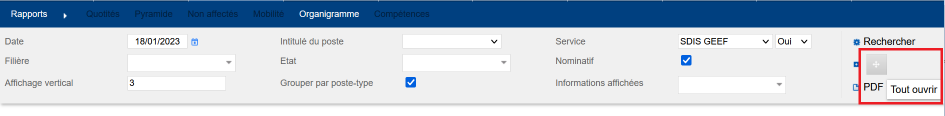 Rapports Quotités Pyramide Non affectés Mobilité Organigramme Compétences
Date 18/01/2023 Intitulé du poste Service SDIS GEEF Oui Rechercher
Filière Etat Nominatif +
Affichage vertical 3 Grouper par poste-type Informations affichées PDF Tout ouvrir